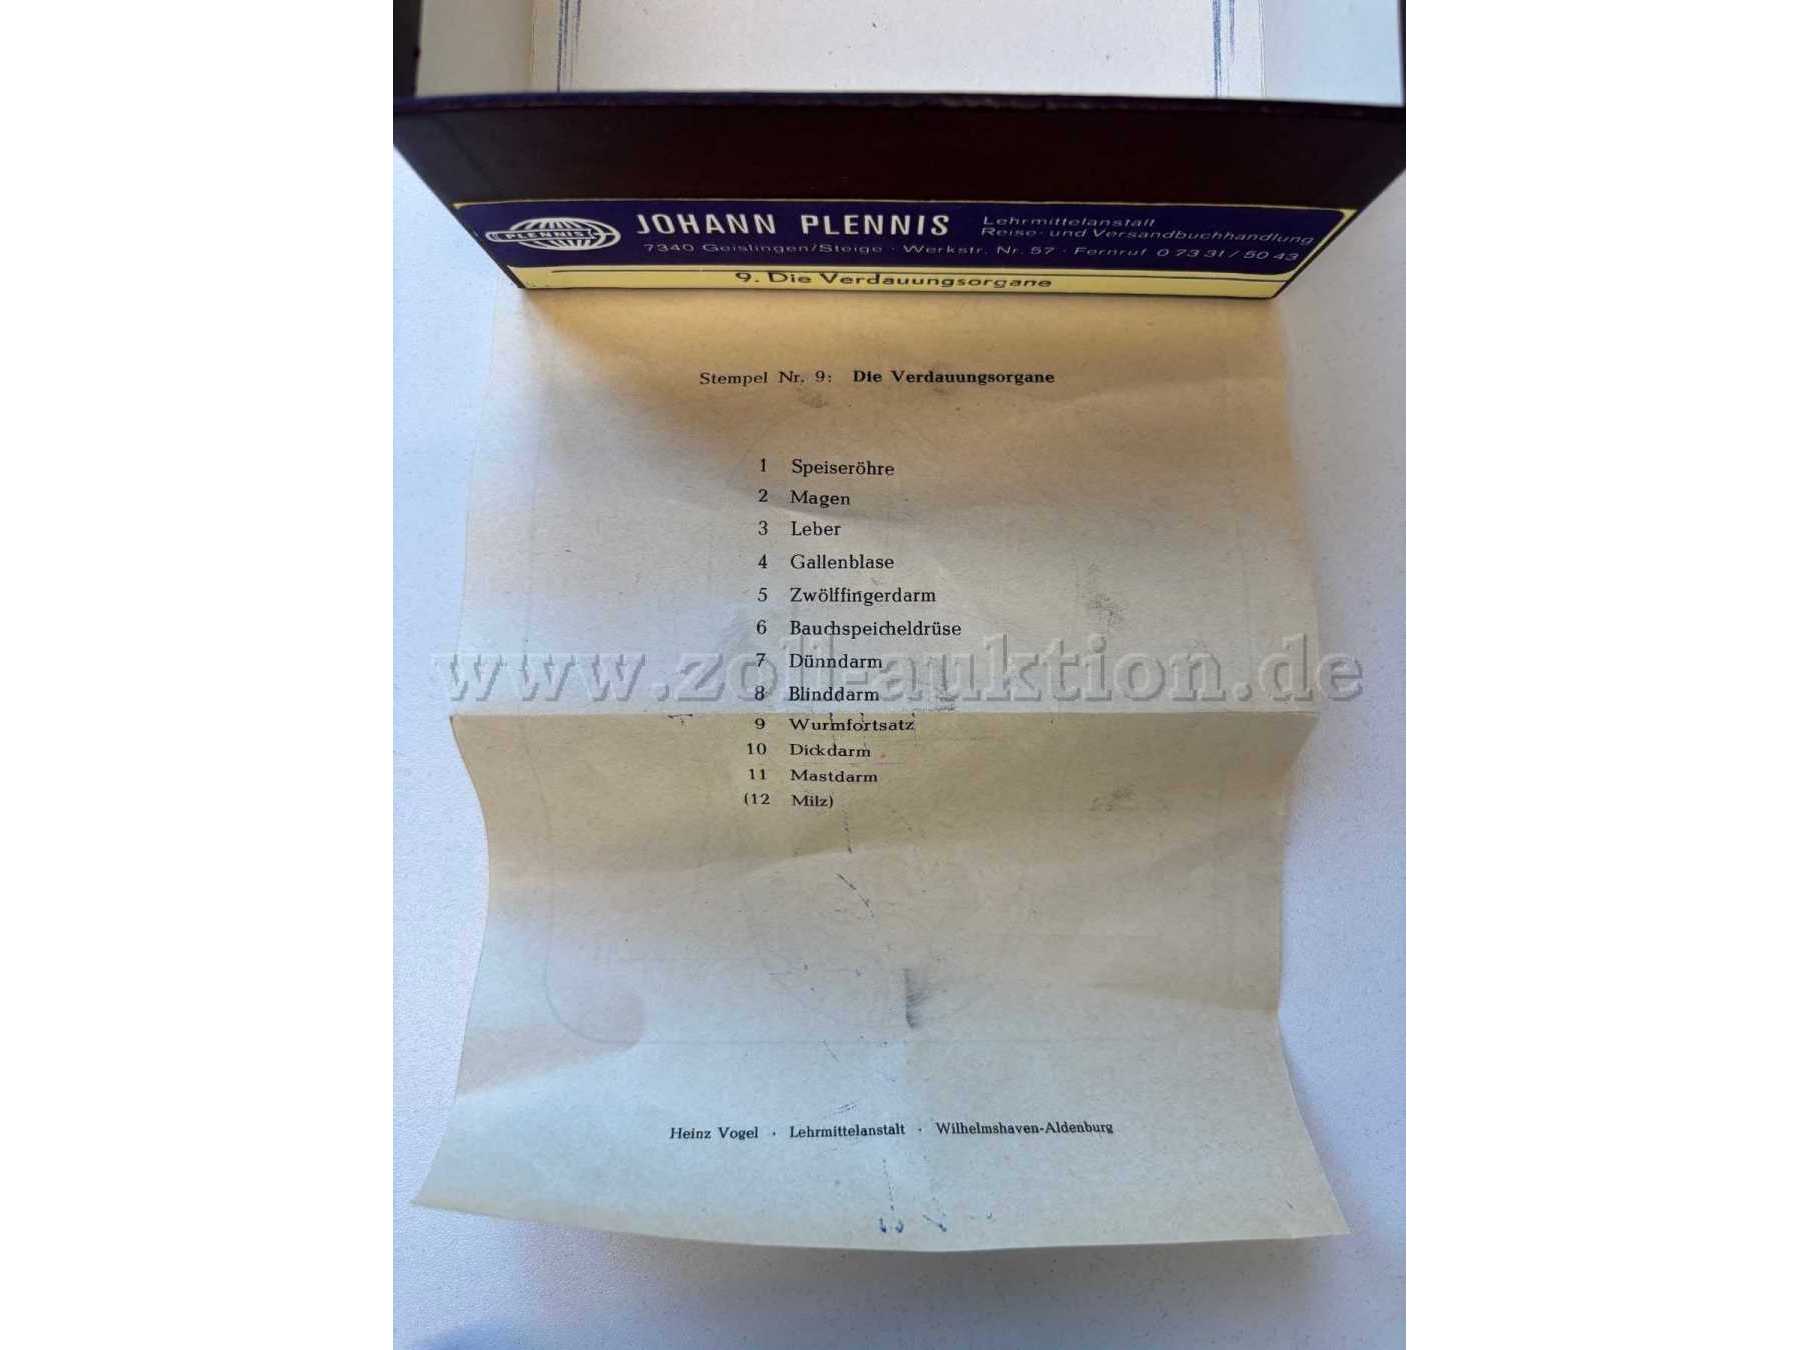 PLENNIS
JOHANN PLENNIS
Lehrmittelanstalt
Reise- und Versandbuchhandlung
7340 Geislingen/Steige · Werkstr. Nr. 57 · Fernruf 0 73 31 / 50 43
9. Die Verdauungsorgane
Stempel Nr. 9: Die Verdauungsorgane
1 Speiseröhre
2 Magen
3 Leber
4 Gallenblase
5 Zwölffingerdarm
6 Bauchspeicheldrüse
www.zoll-auktion.de
7 Dünndarm
8 Blinddarm
9 Wurmfortsatz
10 Dickdarm
11 Mastdarm
(12 Milz)
Heinz Vogel · Lehrmittelanstalt · Wilhelmshaven-Aldenburg